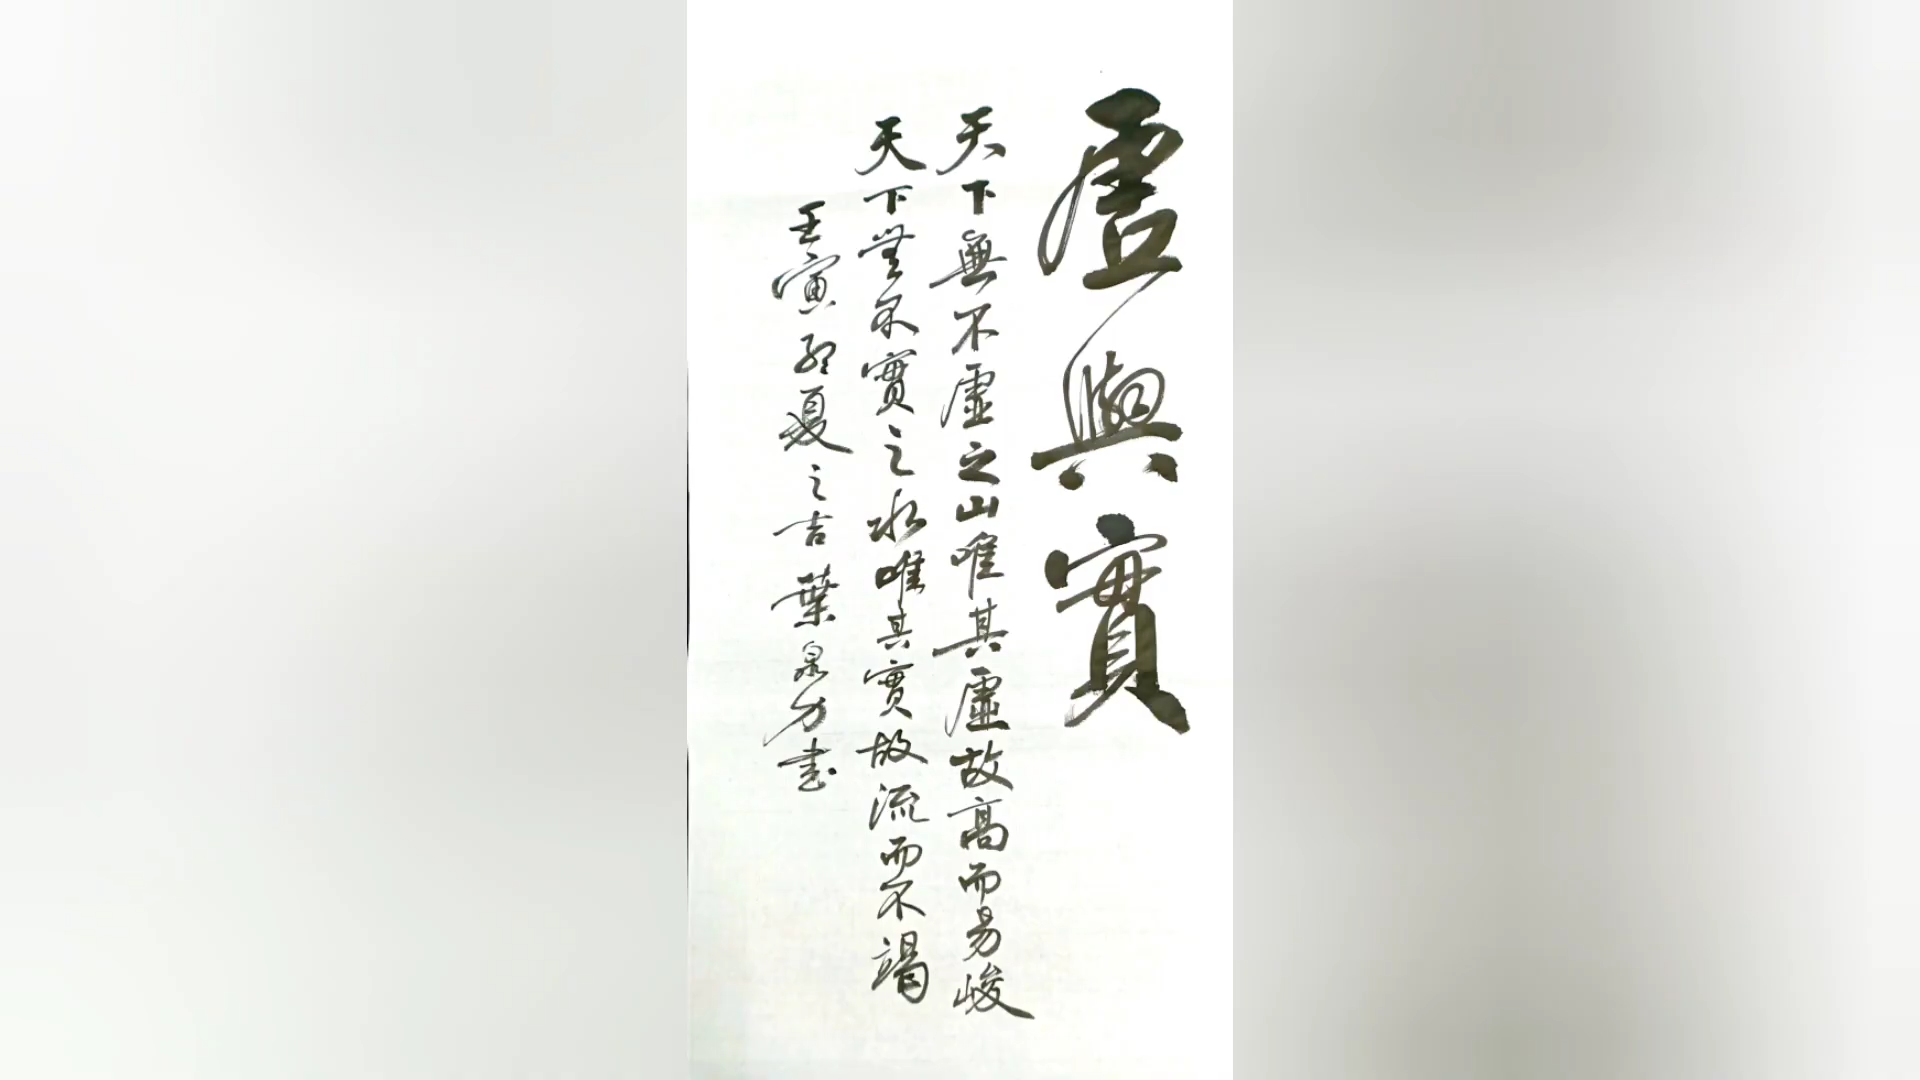 虛與實
天下無不虛之山唯其虛故高而易峻
天下無不實之水唯其實故流而不竭
壬寅孟夏之吉葉泉力書